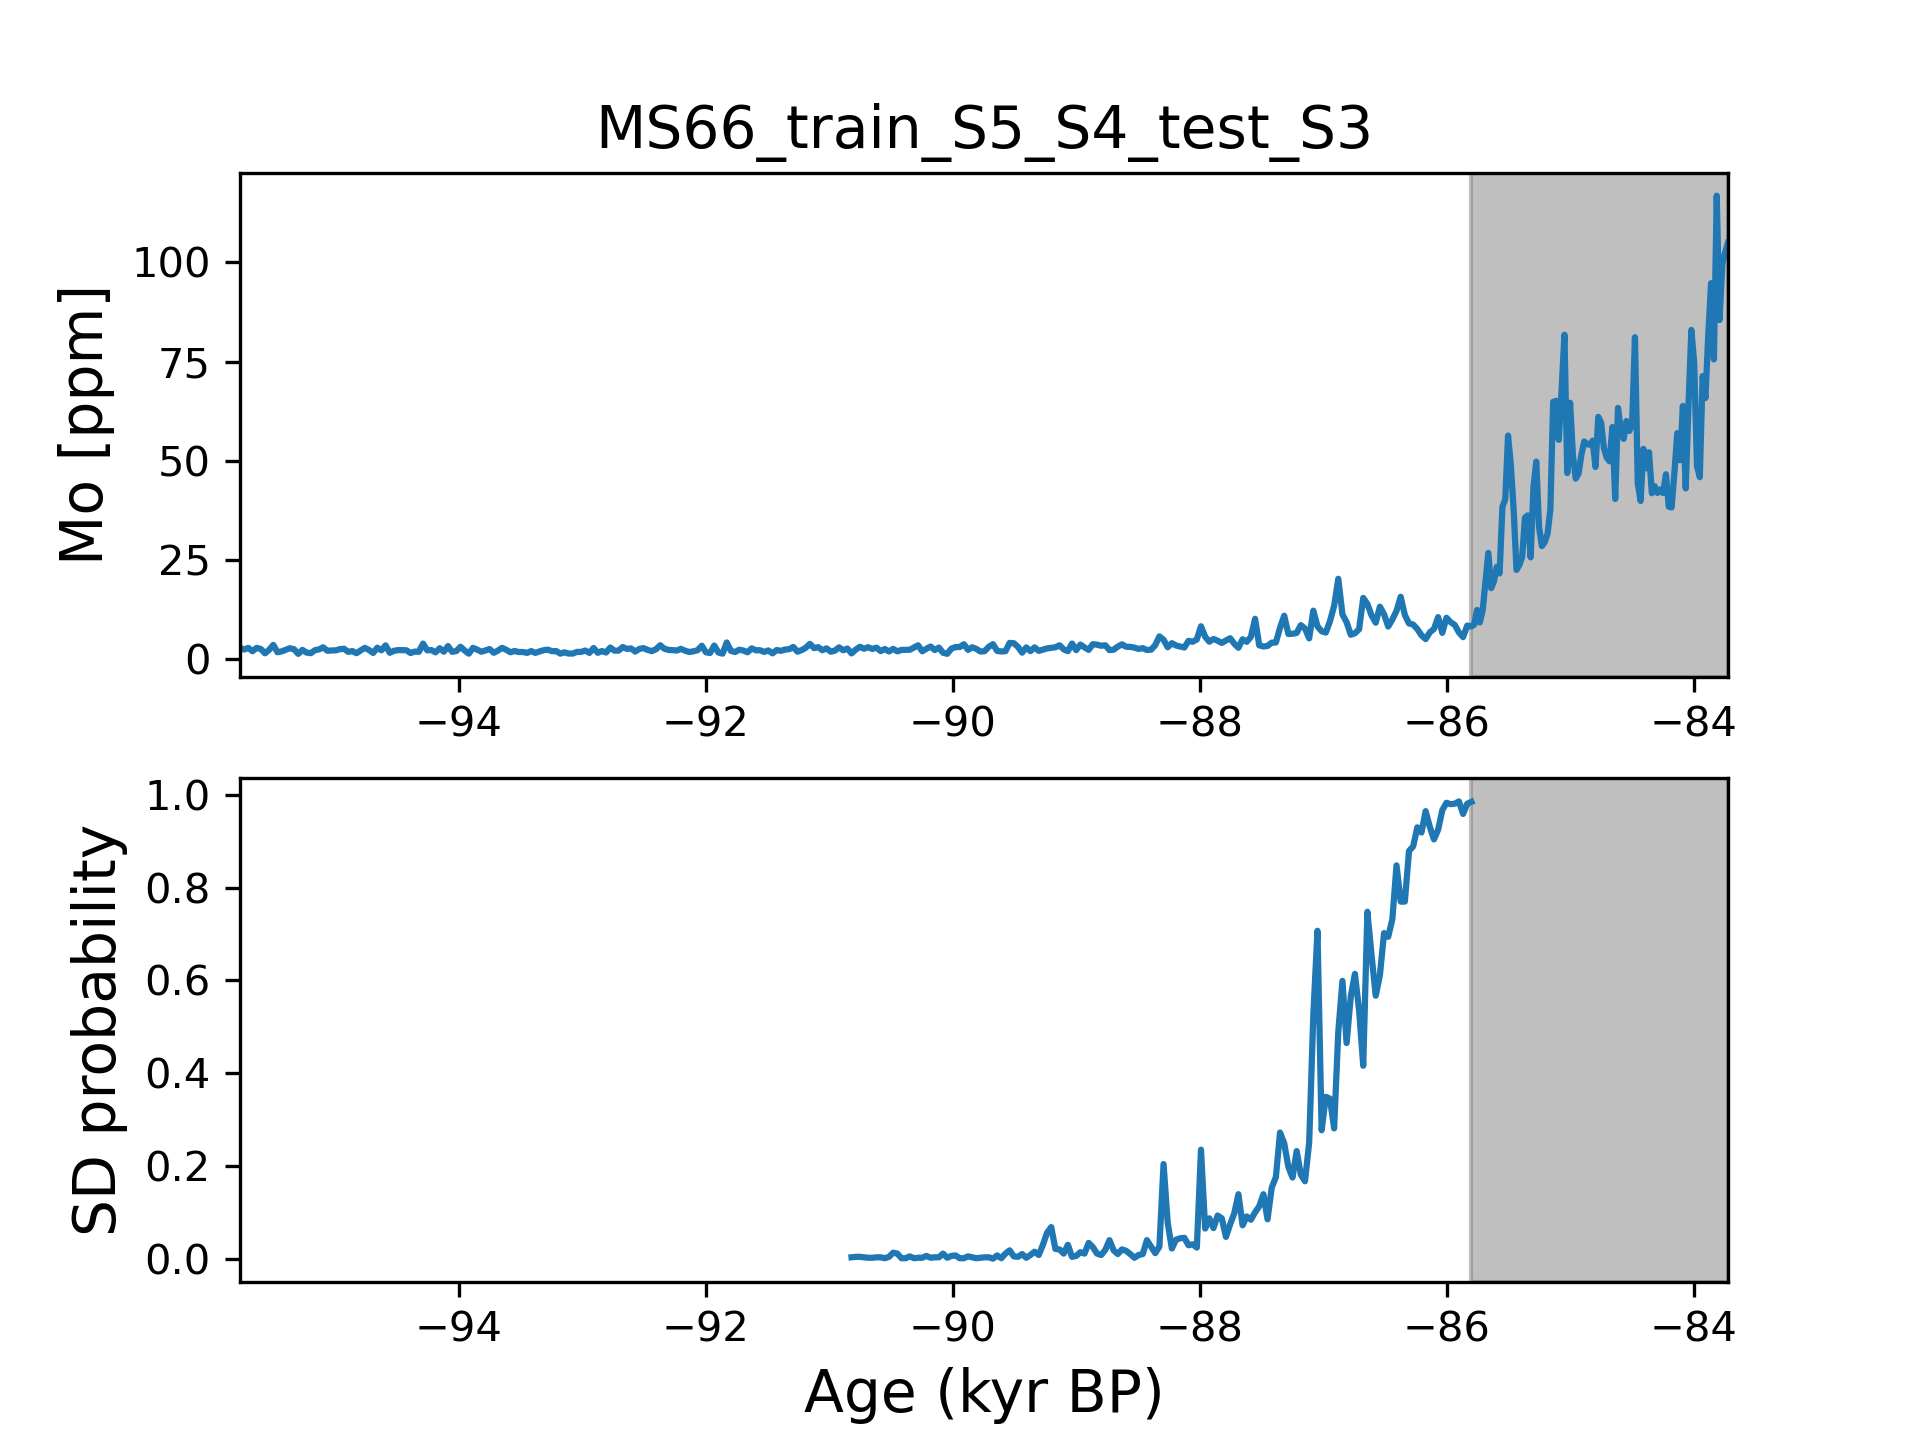 MS66_train_S5_S4_test_S3
Mo [ppm]
100
75
50
25
0
−94 −92 −90 −88 −86 −84
SD probability
1.0
0.8
0.6
0.4
0.2
0.0
−94 −92 −90 −88 −86 −84
Age (kyr BP)